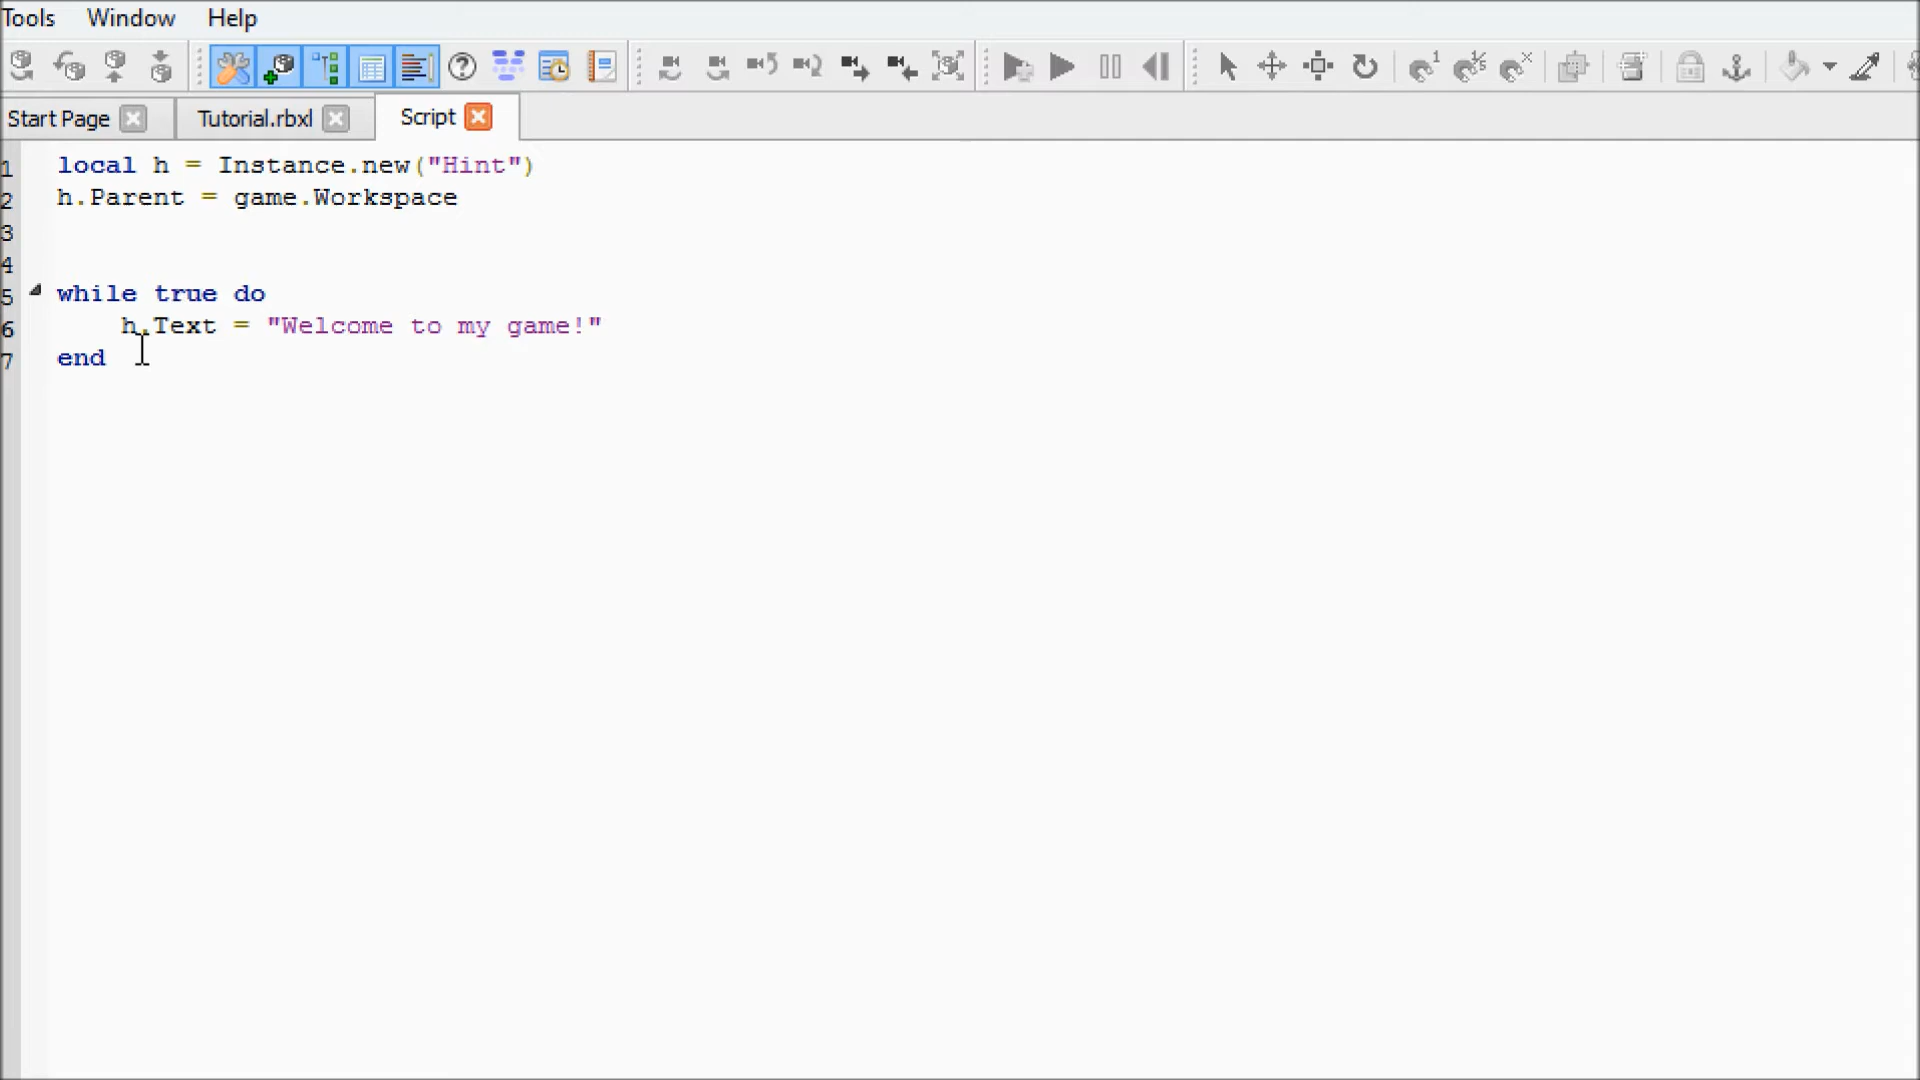 Tools Window Help
Start Page Tutorial.rbxl Script
1 local h = Instance.new("Hint")
2 h.Parent = game.Workspace
3
4
5 while true do
6 h.Text = "Welcome to my game!"
7 end